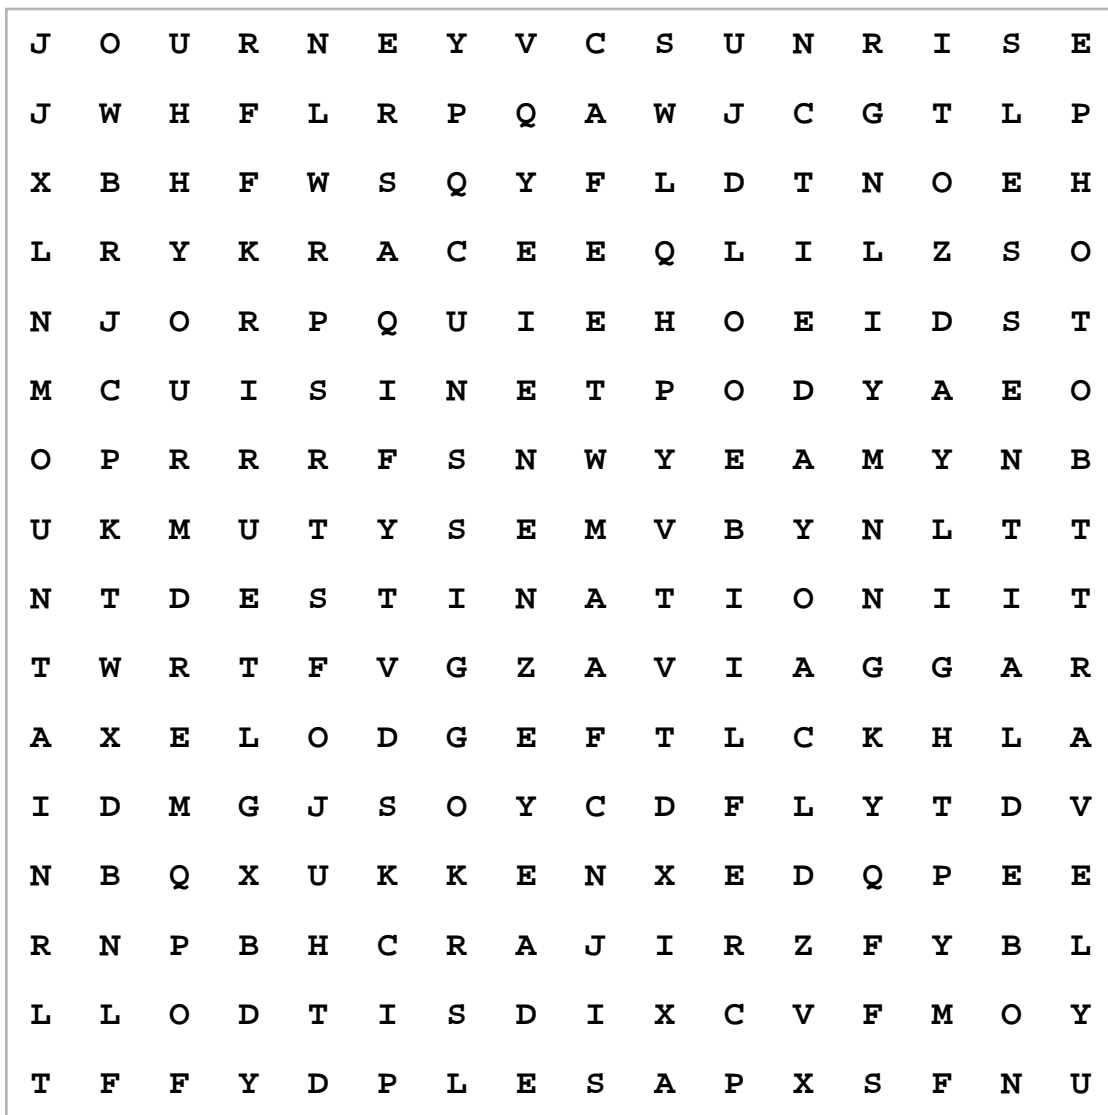 J O U R N E Y V C S U N R I S E
J W H F L R P Q A W J C G T L P
X B H F W S Q Y F L D T N O E H
L R Y K R A C E E Q L I L Z S O
N J O R P Q U I E H O E I D S T
M C U I S I N E T P O D Y A E O
O P R R R F S N W Y E A M Y N B
U K M U T Y S E M V B Y N L T T
N T D E S T I N A T I O N I I T
T W R T F V G Z A V I A G G A R
A X E L O D G E F T L C K H L A
I D M G J S O Y C D F L Y T D V
N B Q X U K K E N X E D Q P E E
R N P B H C R A J I R Z F Y B L
L L O D T I S D I X C V F M O Y
T F F Y D P L E S A P X S F N U